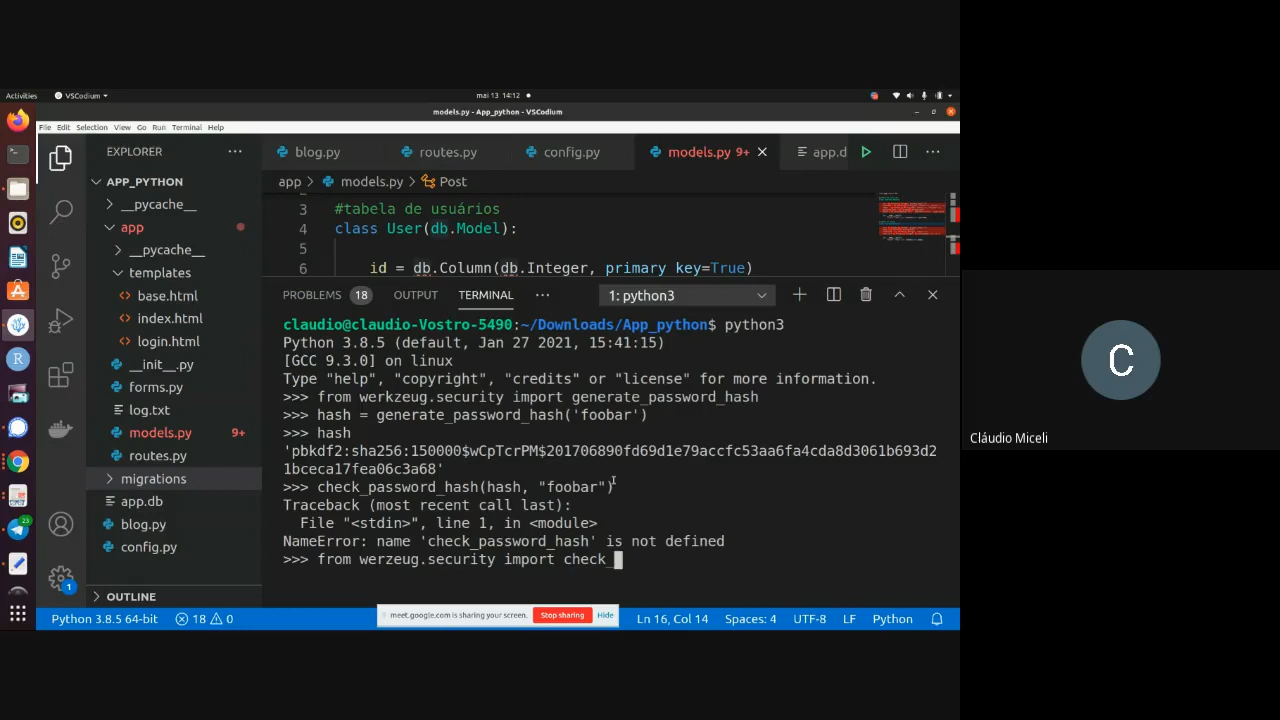 Activities
VSCodium
mai 13 14:12
models.py - App_python - VSCodium
File Edit Selection View Go Run Terminal Help
EXPLORER
blog.py
routes.py
config.py
models.py 9+
app.d
APP_PYTHON
app
models.py
Post
__pycache__
app
__pycache__
templates
base.html
index.html
login.html
__init__.py
forms.py
log.txt
models.py 9+
routes.py
migrations
app.db
blog.py
config.py
OUTLINE
3 #tabela de usuários
4 class User(db.Model):
5
6 id = db.Column(db.Integer, primary key=True)
PROBLEMS 18 OUTPUT TERMINAL
1: python3
claudio@claudio-Vostro-5490:~/Downloads/App_python$ python3
Python 3.8.5 (default, Jan 27 2021, 15:41:15)
[GCC 9.3.0] on linux
Type "help", "copyright", "credits" or "license" for more information.
>>> from werkzeug.security import generate_password_hash
>>> hash = generate_password_hash('foobar')
>>> hash
'pbkdf2:sha256:150000$wCpTcrPM$201706890fd69d1e79accfc53aa6fa4cda8d3061b693d2
1bceca17fea06c3a68'
>>> check_password_hash(hash, "foobar")
Traceback (most recent call last):
File "<stdin>", line 1, in <module>
NameError: name 'check_password_hash' is not defined
>>> from werzeug.security import check_
meet.google.com is sharing your screen.
Stop sharing
Hide
Python 3.8.5 64-bit
18
0
Ln 16, Col 14
Spaces: 4
UTF-8
LF
Python
1
23
R
C
Cláudio Miceli